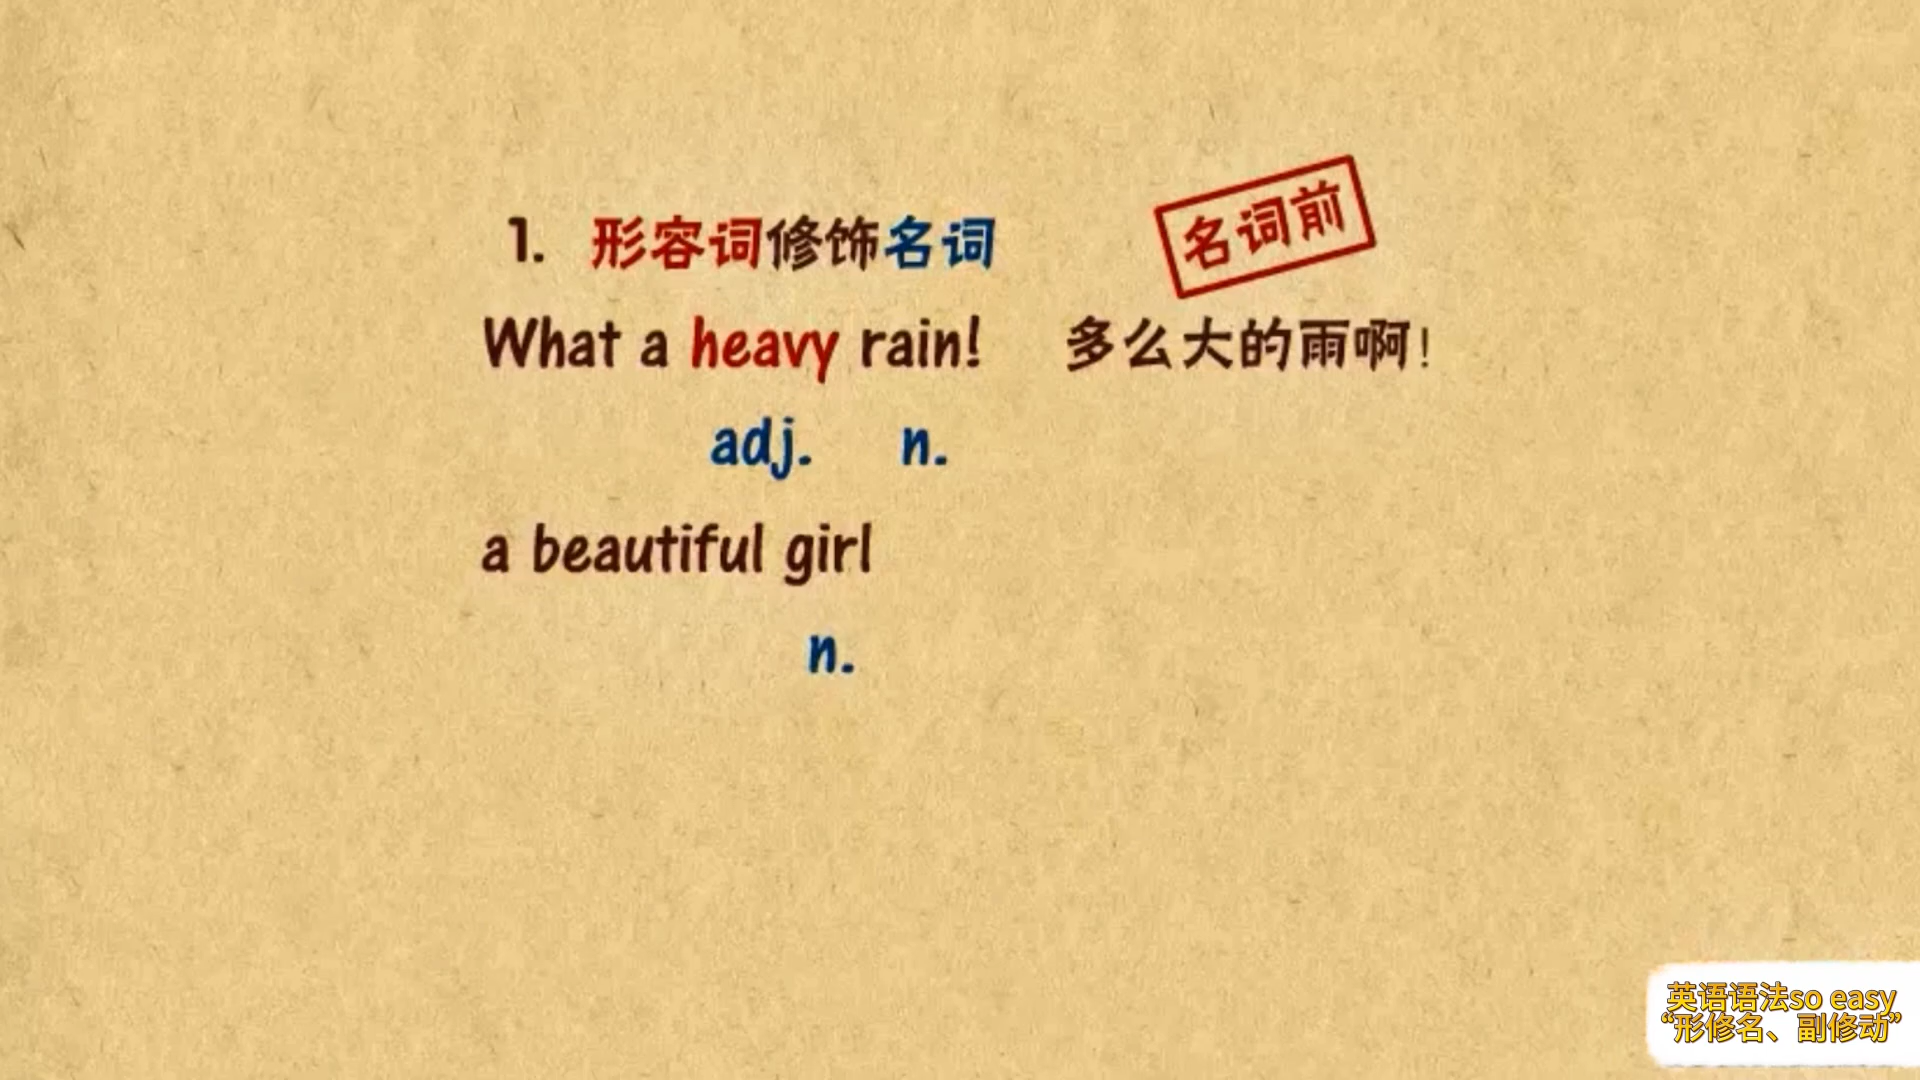 1. 形容词修饰名词
名词前
What a heavy rain! 多么大的雨啊!
adj. n.
a beautiful girl
n.
英语语法so easy
“形修名、副修动”